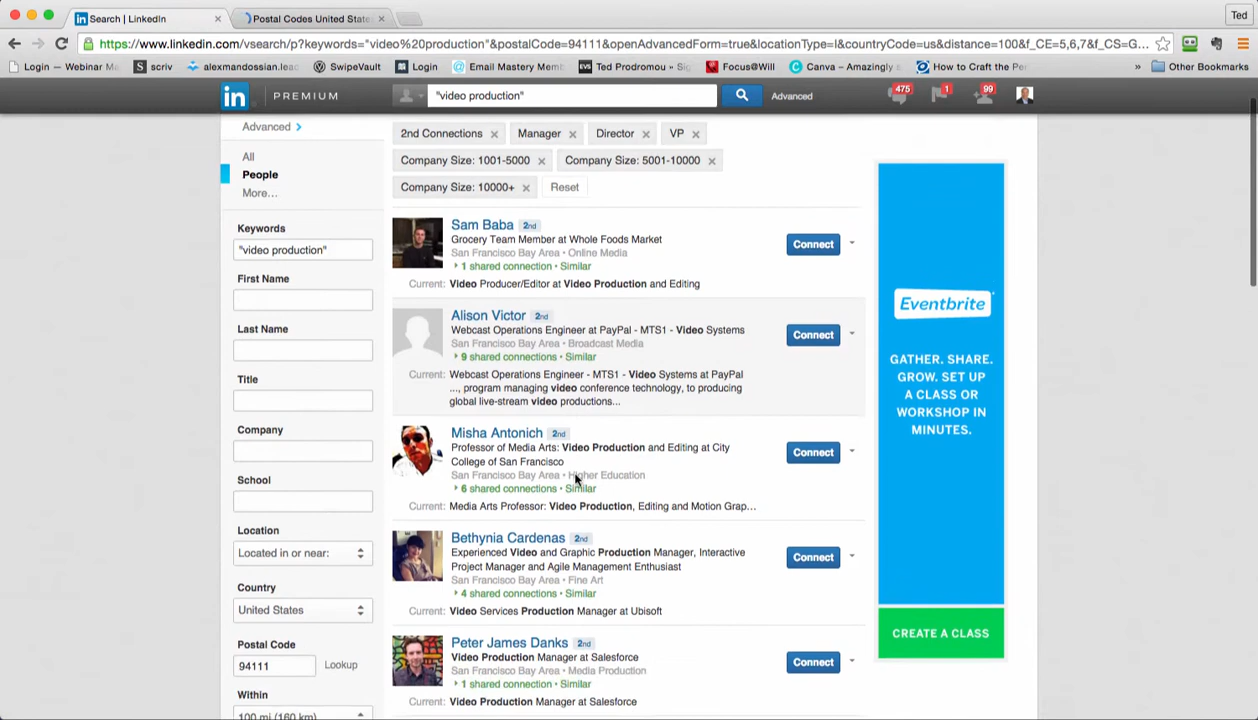 Search | LinkedIn
Postal Codes United State
Ted
https://www.linkedin.com/vsearch/p?keywords="video%20production"&postalCode=94111&openAdvancedForm=true&locationType=I&countryCode=us&distance=100&f_CE=5,6,7&f_CS=G...
Login — Webinar M
scriv
alexmandossian.lea
SwipeVault
Login
Email Mastery Mem
Ted Prodromou » Sig
Focus@Will
Canva – Amazingly s
How to Craft the Per
»
Other Bookmarks
in
PREMIUM
"video production"
Advanced
475
1
99
Advanced
All
People
More...
Keywords
"video production"
First Name
Last Name
Title
Company
School
Location
Located in or near:
Country
United States
Postal Code
94111
Lookup
Within
100 mi (160 km)
2nd Connections ×
Manager ×
Director ×
VP ×
Company Size: 1001-5000 ×
Company Size: 5001-10000 ×
Company Size: 10000+ ×
Reset
Sam Baba 2nd
Grocery Team Member at Whole Foods Market
San Francisco Bay Area • Online Media
1 shared connection • Similar
Current: Video Producer/Editor at Video Production and Editing
Connect
Alison Victor 2nd
Webcast Operations Engineer at PayPal - MTS1 - Video Systems
San Francisco Bay Area • Broadcast Media
9 shared connections • Similar
Current: Webcast Operations Engineer - MTS1 - Video Systems at PayPal
..., program managing video conference technology, to producing
global live-stream video productions...
Connect
Misha Antonich 2nd
Professor of Media Arts: Video Production and Editing at City
College of San Francisco
San Francisco Bay Area • Higher Education
6 shared connections • Similar
Current: Media Arts Professor: Video Production, Editing and Motion Grap...
Connect
Bethynia Cardenas 2nd
Experienced Video and Graphic Production Manager, Interactive
Project Manager and Agile Management Enthusiast
San Francisco Bay Area • Fine Art
4 shared connections • Similar
Current: Video Services Production Manager at Ubisoft
Connect
Peter James Danks 2nd
Video Production Manager at Salesforce
San Francisco Bay Area • Media Production
1 shared connection • Similar
Current: Video Production Manager at Salesforce
Connect
Eventbrite
GATHER. SHARE.
GROW. SET UP
A CLASS OR
WORKSHOP IN
MINUTES.
CREATE A CLASS